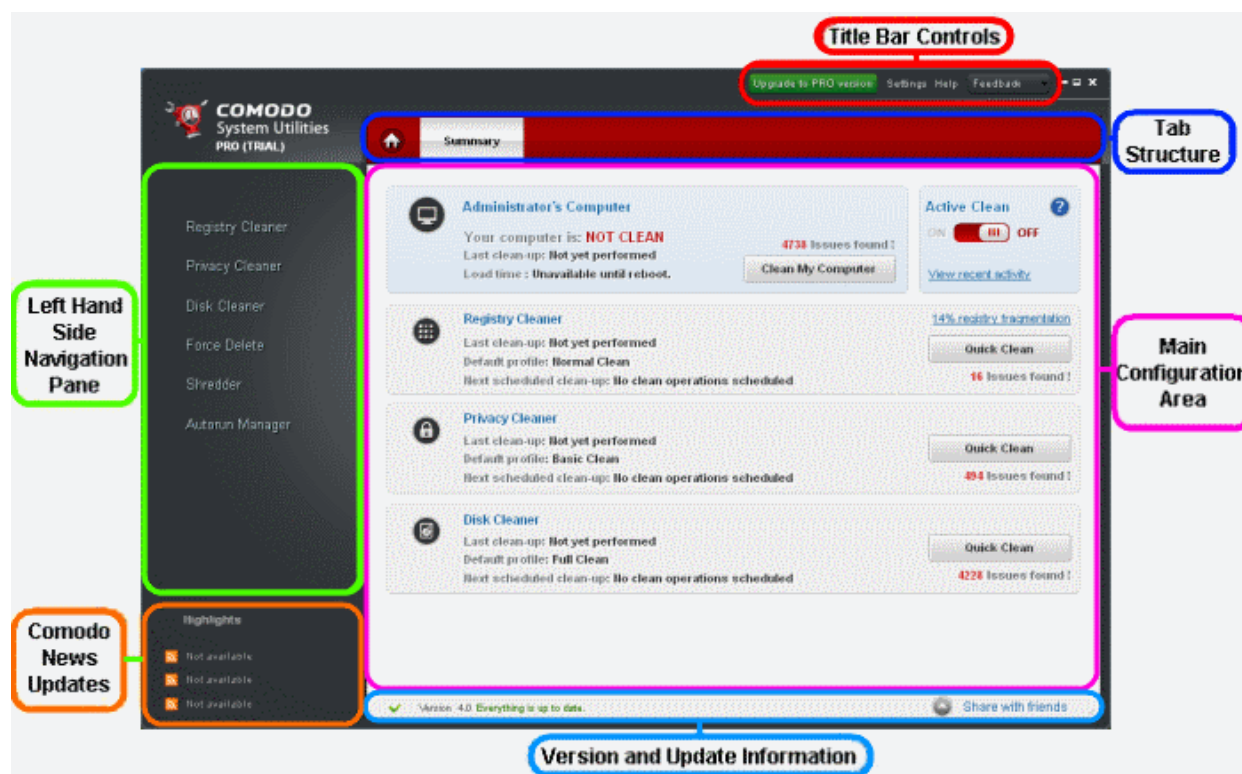 Title Bar Controls
Upgrade to PRO version Settings Help Feedback
COMODO
System Utilities
PRO (TRIAL)
Summary
Tab
Structure
Registry Cleaner
Privacy Cleaner
Disk Cleaner
Force Delete
Shredder
Autorun Manager
Left Hand
Side
Navigation
Pane
Administrator's Computer
Your computer is: NOT CLEAN
Last clean-up: Not yet performed
Load time : Unavailable until reboot.
4738 Issues found !
Clean My Computer
Active Clean ?
ON OFF
View recent activity
Registry Cleaner
Last clean-up: Not yet performed
Default profile: Normal Clean
Next scheduled clean-up: No clean operations scheduled
14% registry fragmentation
Quick Clean
16 Issues found !
Main
Configuration
Area
Privacy Cleaner
Last clean-up: Not yet performed
Default profile: Basic Clean
Next scheduled clean-up: No clean operations scheduled
Quick Clean
494 Issues found !
Disk Cleaner
Last clean-up: Not yet performed
Default profile: Full Clean
Next scheduled clean-up: No clean operations scheduled
Quick Clean
4228 Issues found !
Comodo
News
Updates
Highlights
Not available
Not available
Not available
Version 4.0 Everything is up to date.
Share with friends
Version and Update Information